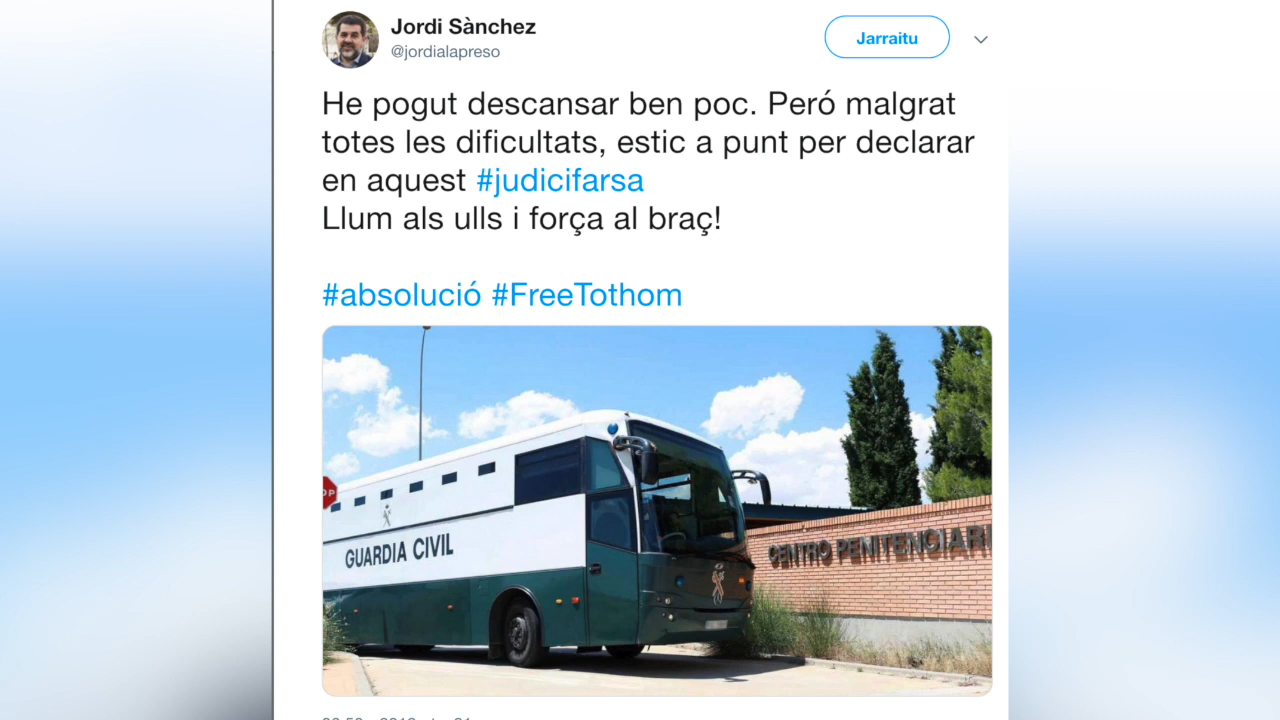 Jordi Sànchez
@jordialapreso
Jarraitu
He pogut descansar ben poc. Peró malgrat
totes les dificultats, estic a punt per declarar
en aquest #judicifarsa
Llum als ulls i força al braç!
#absolució #FreeTothom
GUARDIA CIVIL
CENTRO PENITENCIARI